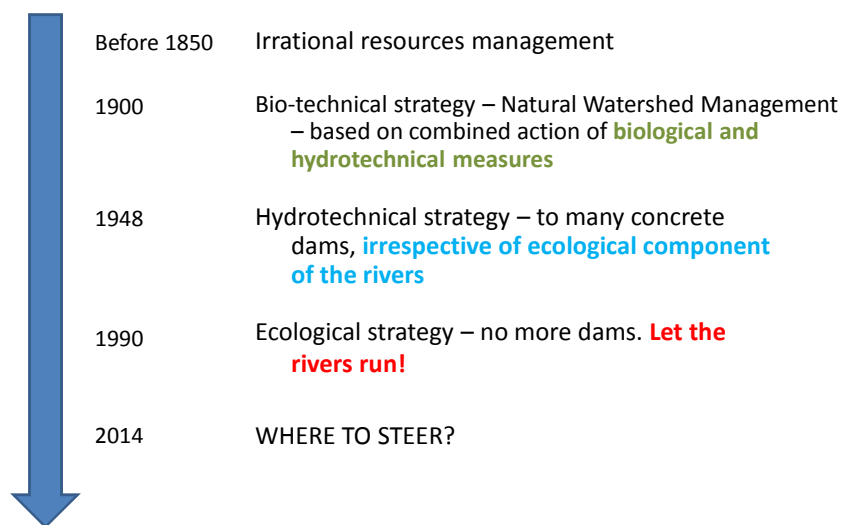 Before 1850 Irrational resources management
1900 Bio-technical strategy – Natural Watershed Management
– based on combined action of biological and
hydrotechnical measures
1948 Hydrotechnical strategy – to many concrete
dams, irrespective of ecological component
of the rivers
1990 Ecological strategy – no more dams. Let the
rivers run!
2014 WHERE TO STEER?